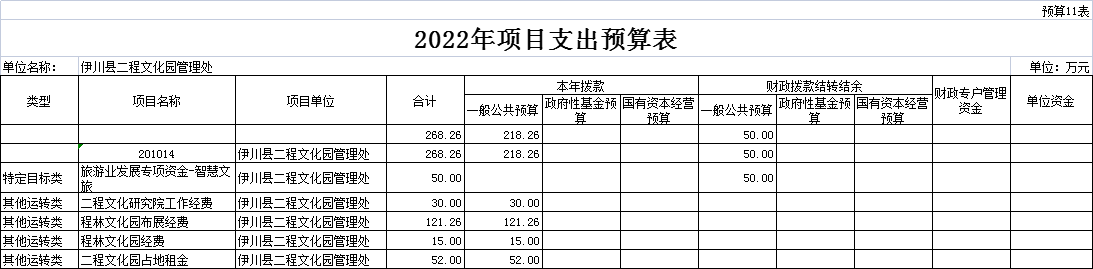 预算11表
2022年项目支出预算表
单位名称： 伊川县二程文化园管理处 单位：万元
类型 项目名称 项目单位 合计 本年拨款 财政拨款结转结余 财政专户管理资金 单位资金
一般公共预算 政府性基金预算 国有资本经营预算 一般公共预算 政府性基金预算 国有资本经营预算
268.26 218.26 50.00
201014 伊川县二程文化园管理处 268.26 218.26 50.00
特定目标类 旅游业发展专项资金-智慧文旅 伊川县二程文化园管理处 50.00 50.00
其他运转类 二程文化研究院工作经费 伊川县二程文化园管理处 30.00 30.00
其他运转类 程林文化园布展经费 伊川县二程文化园管理处 121.26 121.26
其他运转类 程林文化园经费 伊川县二程文化园管理处 15.00 15.00
其他运转类 二程文化园占地租金 伊川县二程文化园管理处 52.00 52.00